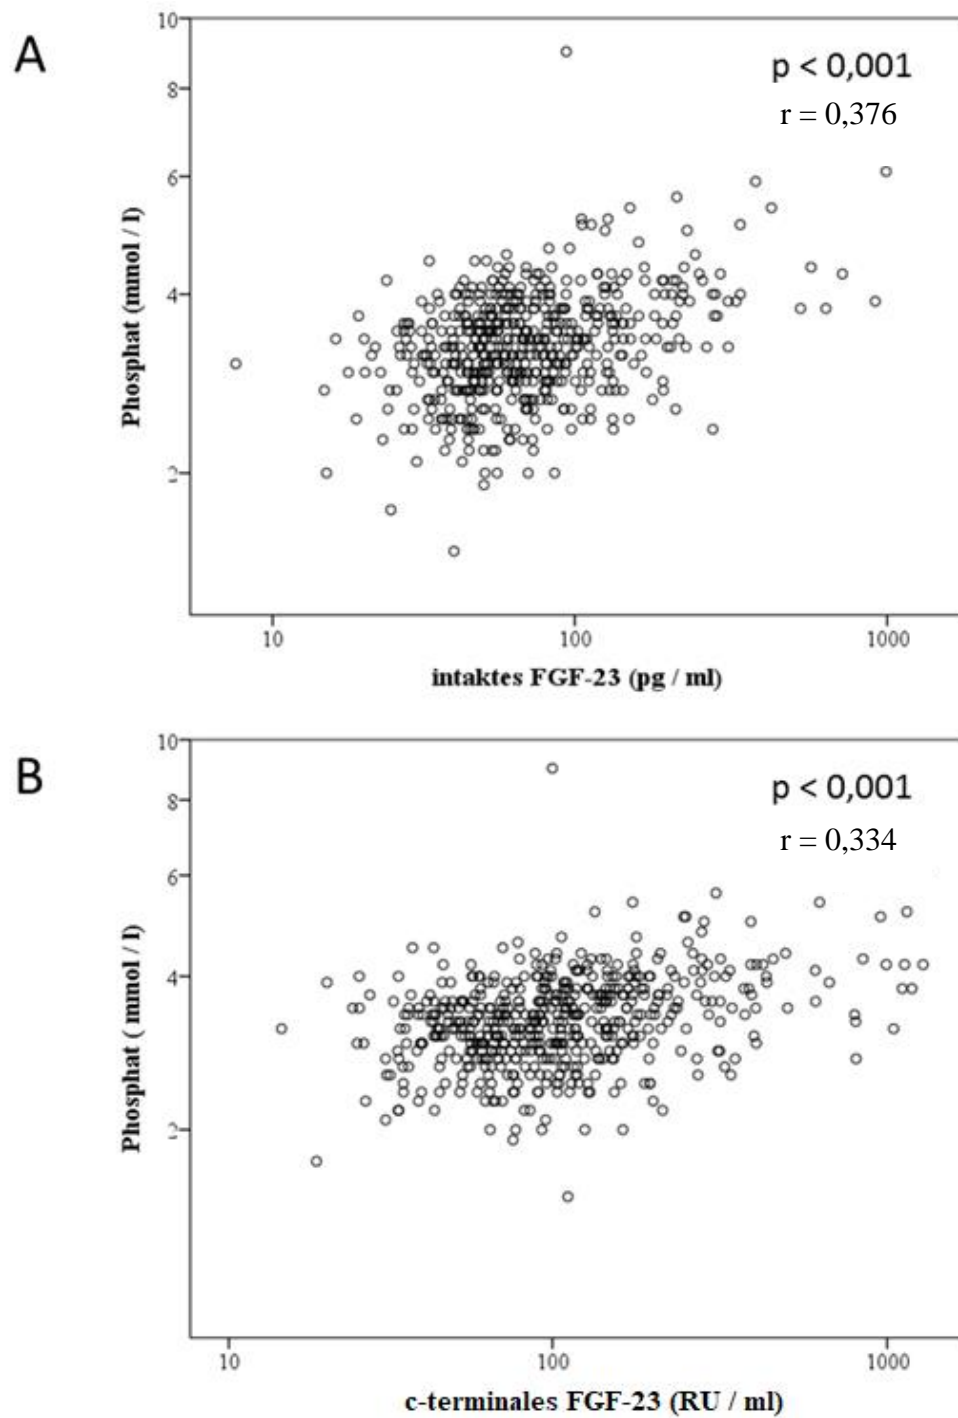 A
p < 0,001
r = 0,376
10
8
6
4
2
Phosphat (mmol / l)
10
100
1000
intaktes FGF-23 (pg / ml)
B
p < 0,001
r = 0,334
10
8
6
4
2
Phosphat ( mmol / l)
10
100
1000
c-terminales FGF-23 (RU / ml)